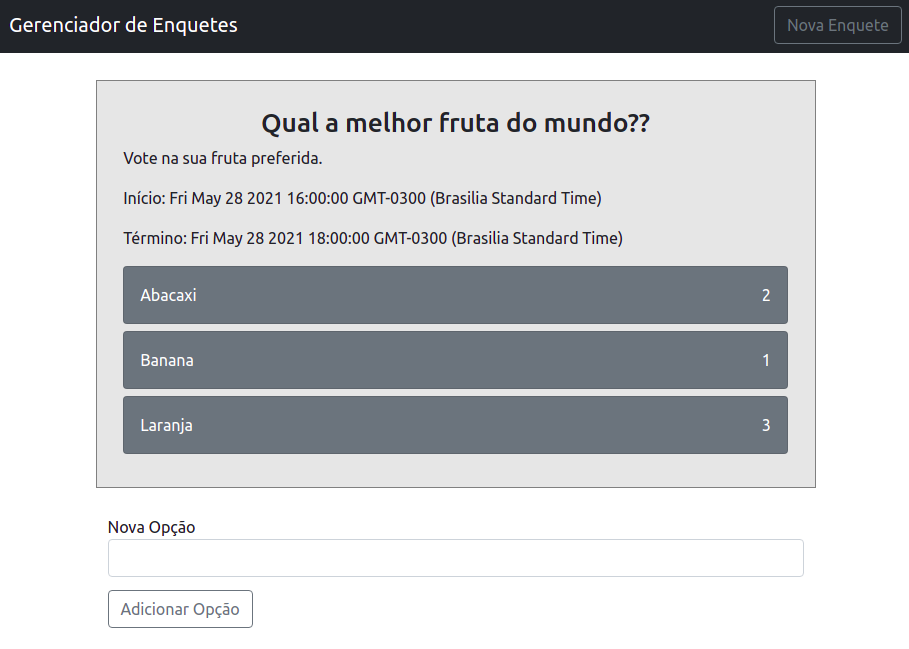 Gerenciador de Enquetes
Nova Enquete
Qual a melhor fruta do mundo??
Vote na sua fruta preferida.
Início: Fri May 28 2021 16:00:00 GMT-0300 (Brasilia Standard Time)
Término: Fri May 28 2021 18:00:00 GMT-0300 (Brasilia Standard Time)
Abacaxi 2
Banana 1
Laranja 3
Nova Opção
Adicionar Opção